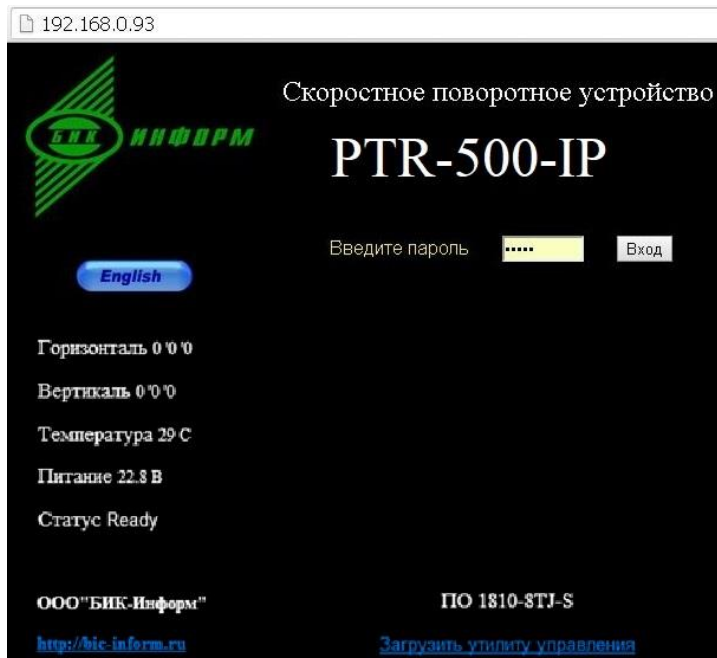 192.168.0.93
БИК ИНФОРМ
Скоростное поворотное устройство
PTR-500-IP
Введите пароль ••••• Вход
English
Горизонталь 0'0'0
Вертикаль 0'0'0
Температура 29 С
Питание 22.8 В
Статус Ready
ООО"БИК-Информ"
ПО 1810-8TJ-S
http://bic-inform.ru
Загрузить утилиту управления